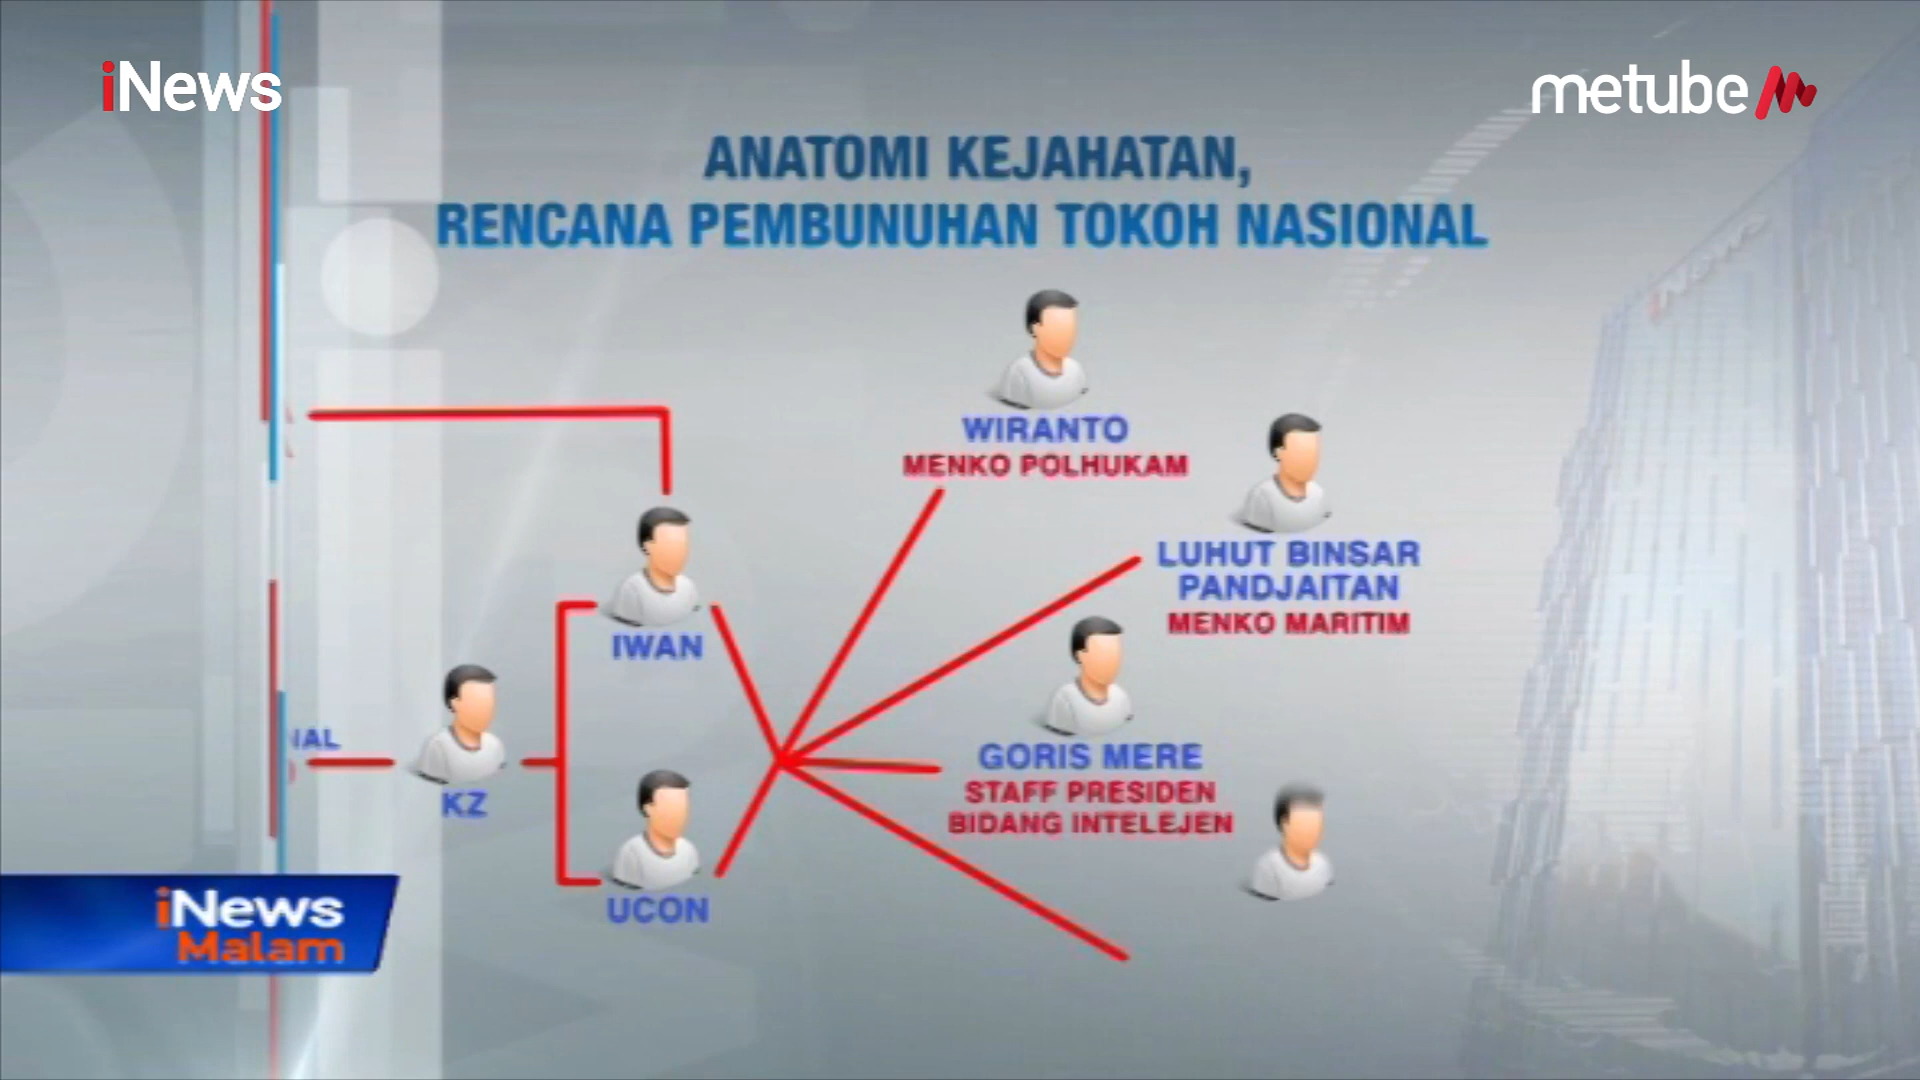 iNews
metube
ANATOMI KEJAHATAN,
RENCANA PEMBUNUHAN TOKOH NASIONAL
WIRANTO
MENKO POLHUKAM
LUHUT BINSAR
PANDJAITAN
MENKO MARITIM
IWAN
GORIS MERE
STAFF PRESIDEN
BIDANG INTELEJEN
KZ
UCON
iNews
Malam
iNews